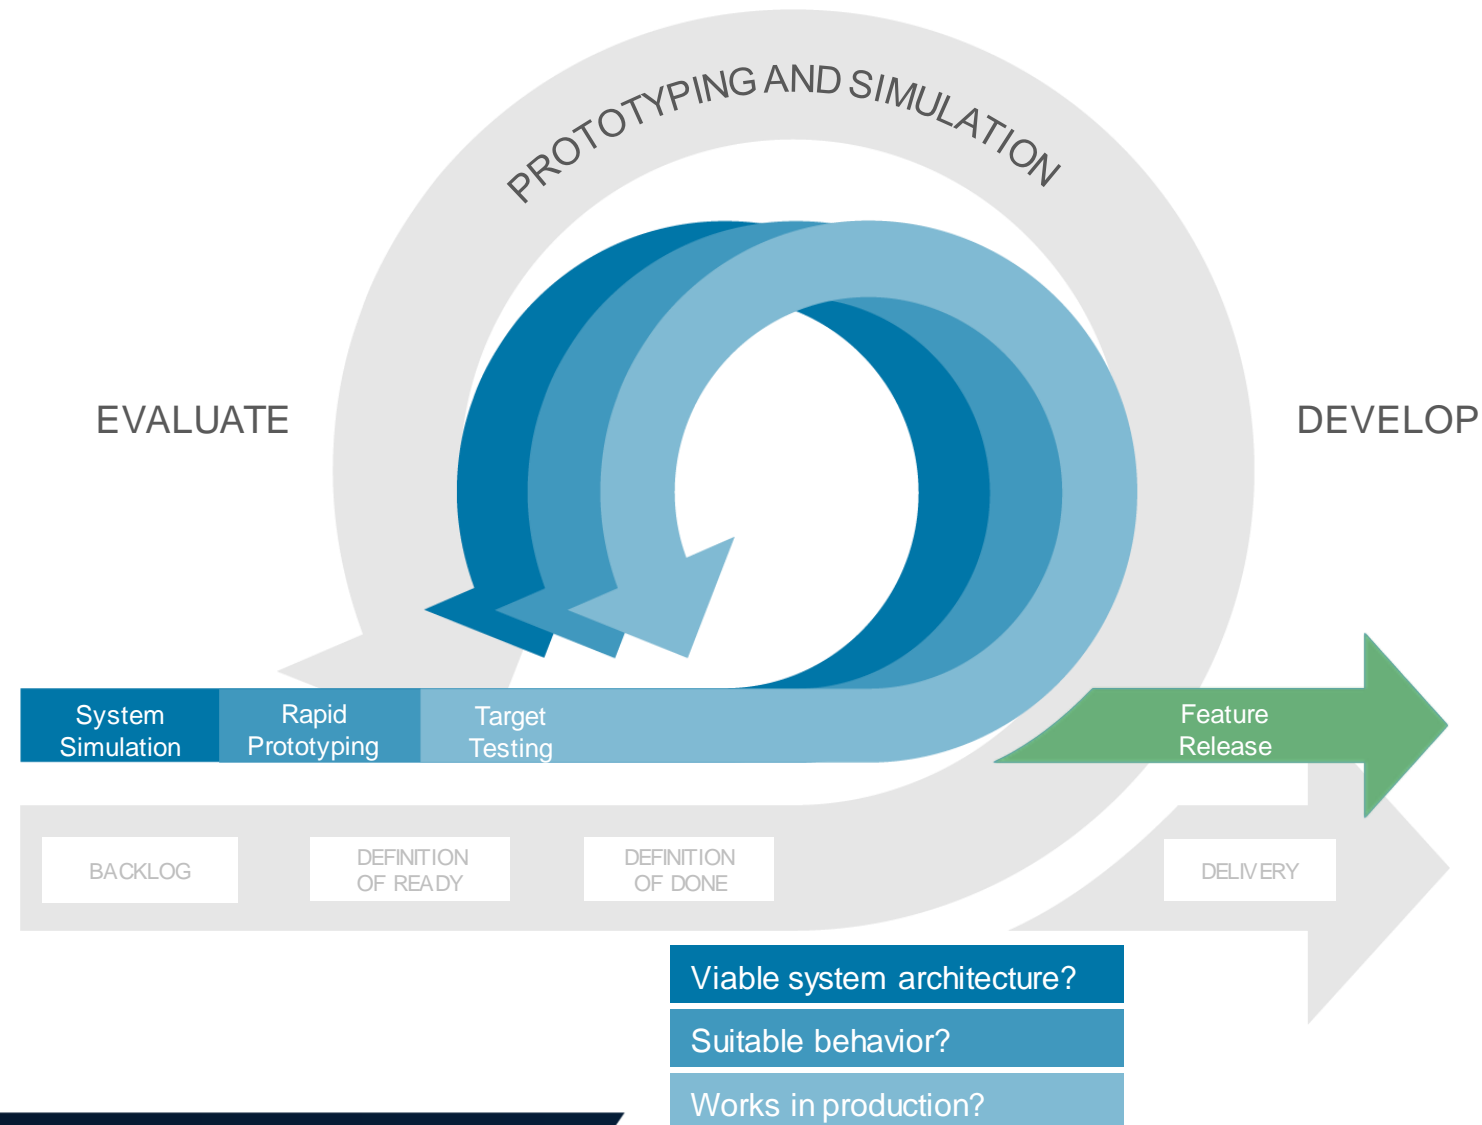 PROTOTYPING AND SIMULATION
EVALUATE
DEVELOP
System
Simulation
Rapid
Prototyping
Target
Testing
Feature
Release
BACKLOG
DEFINITION
OF READY
DEFINITION
OF DONE
DELIVERY
Viable system architecture?
Suitable behavior?
Works in production?